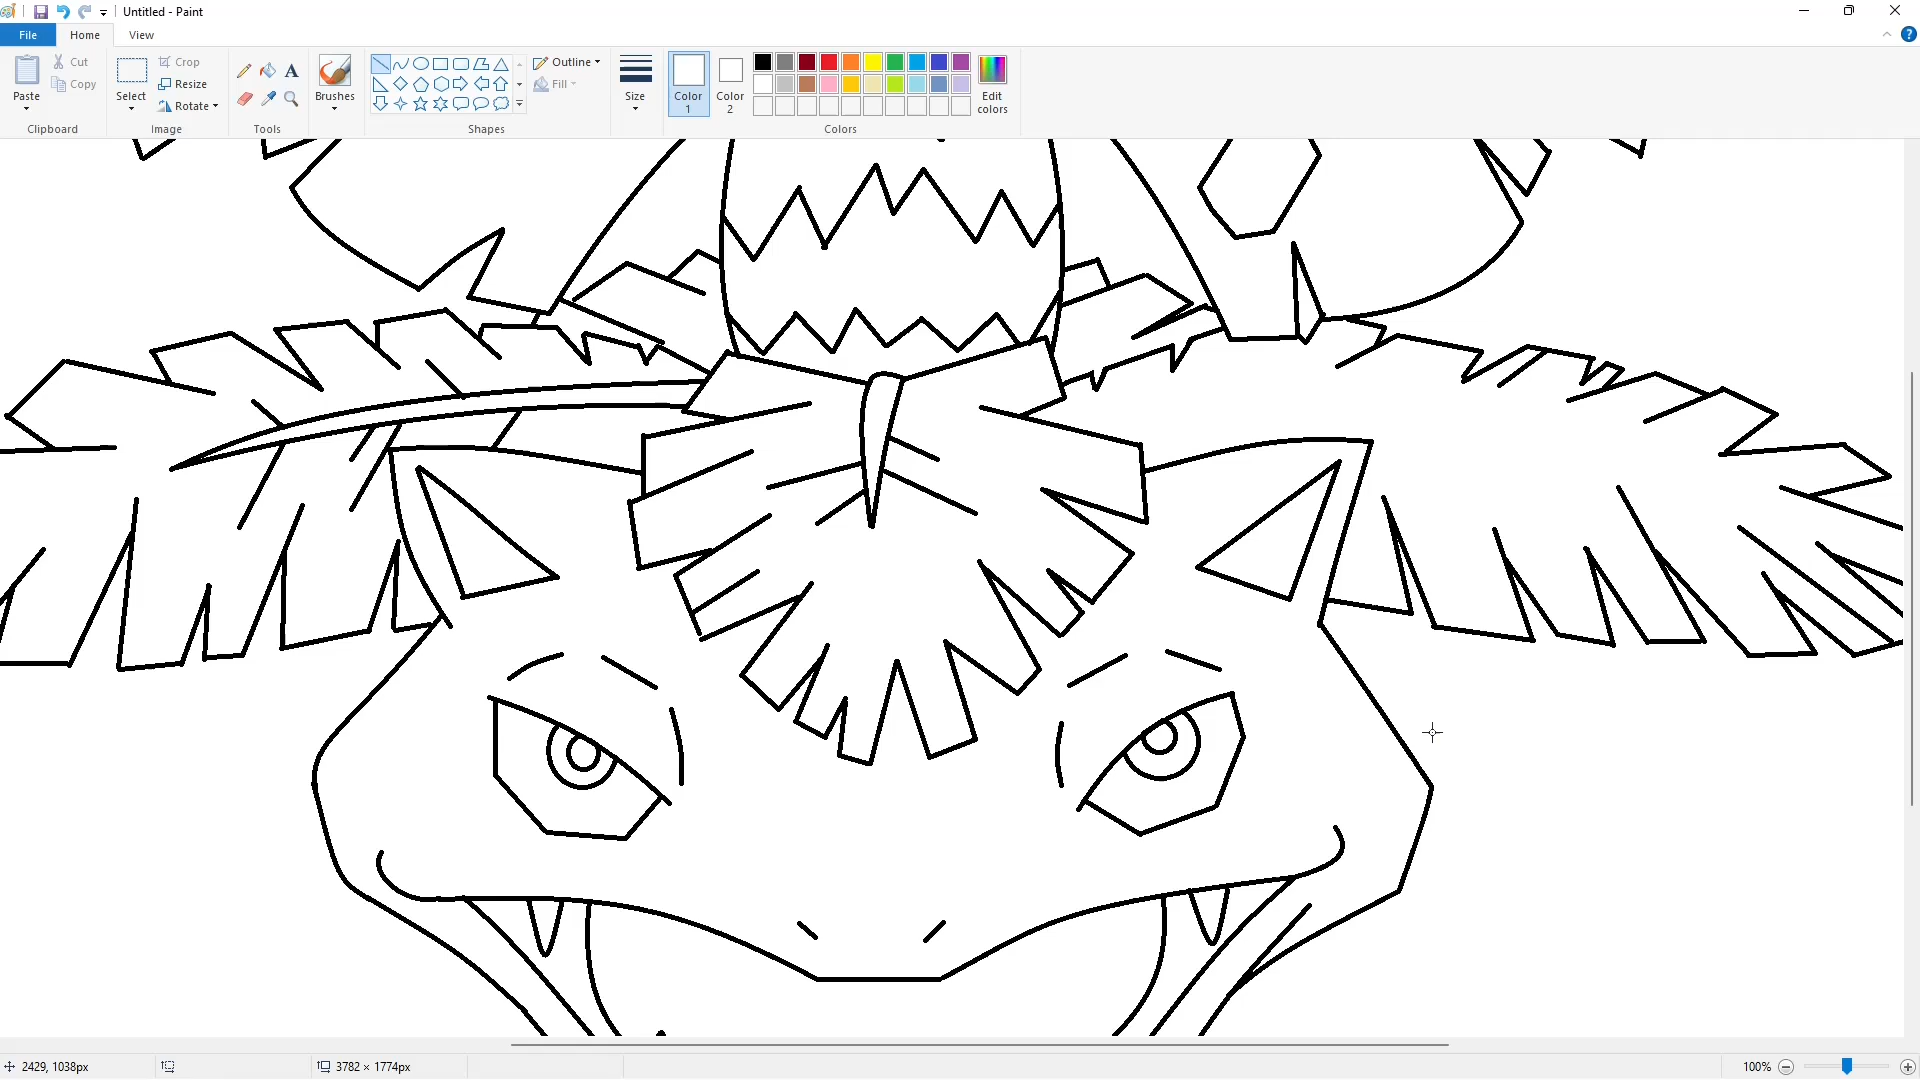 Untitled - Paint
File
Home
View
Paste
Cut
Copy
Clipboard
Select
Crop
Resize
Rotate
Image
A
Tools
Brushes
Outline
Fill
Shapes
Size
Color
1
Color
2
Edit
colors
Colors
2429, 1038px
3782 × 1774px
100%